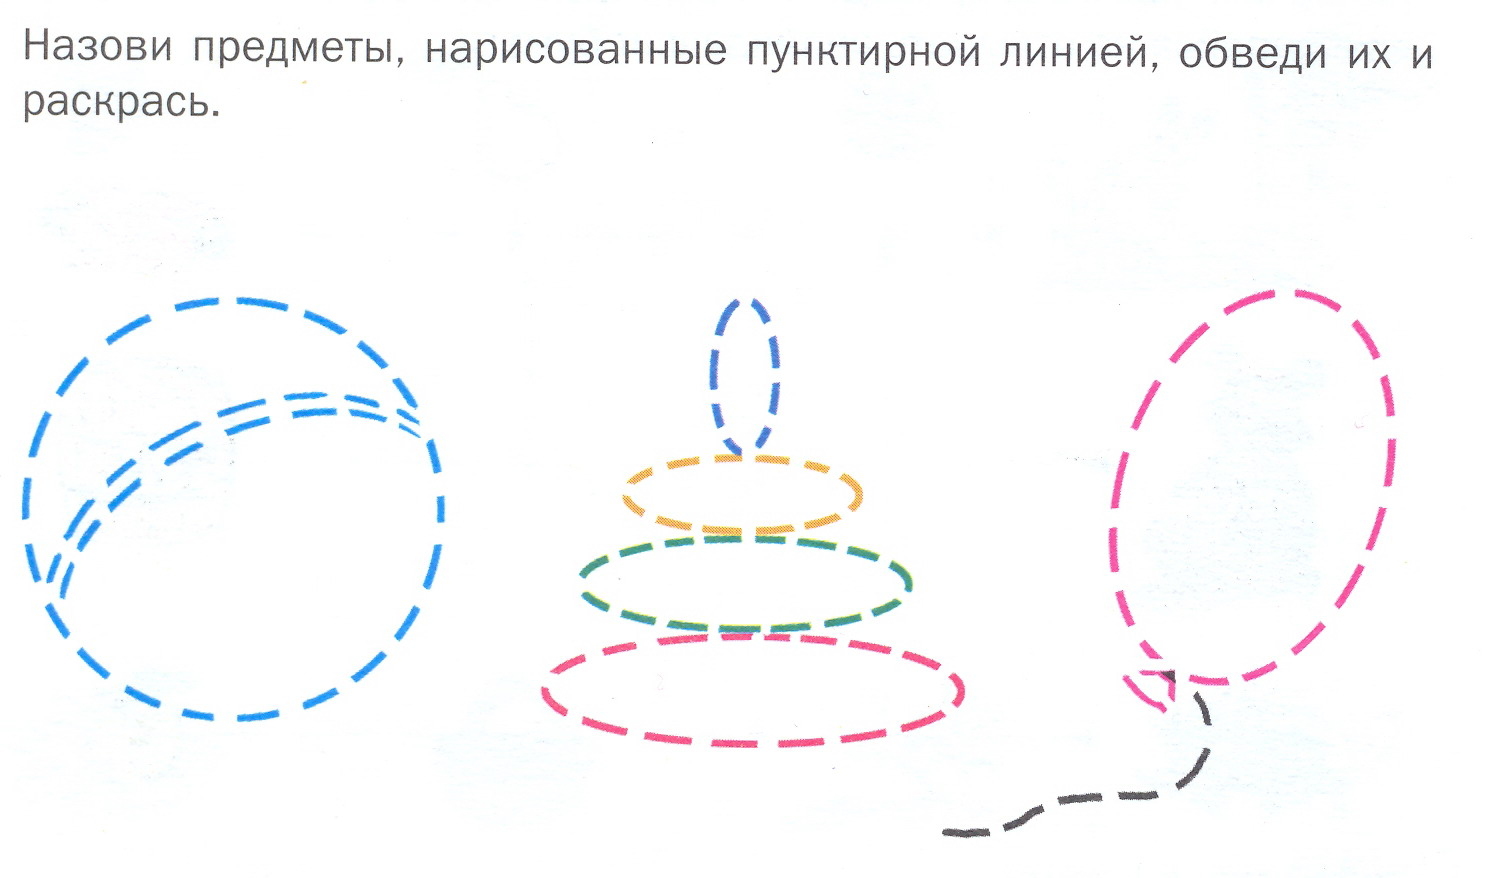 Назови предметы, нарисованные пунктирной линией, обведи их и
раскрась.